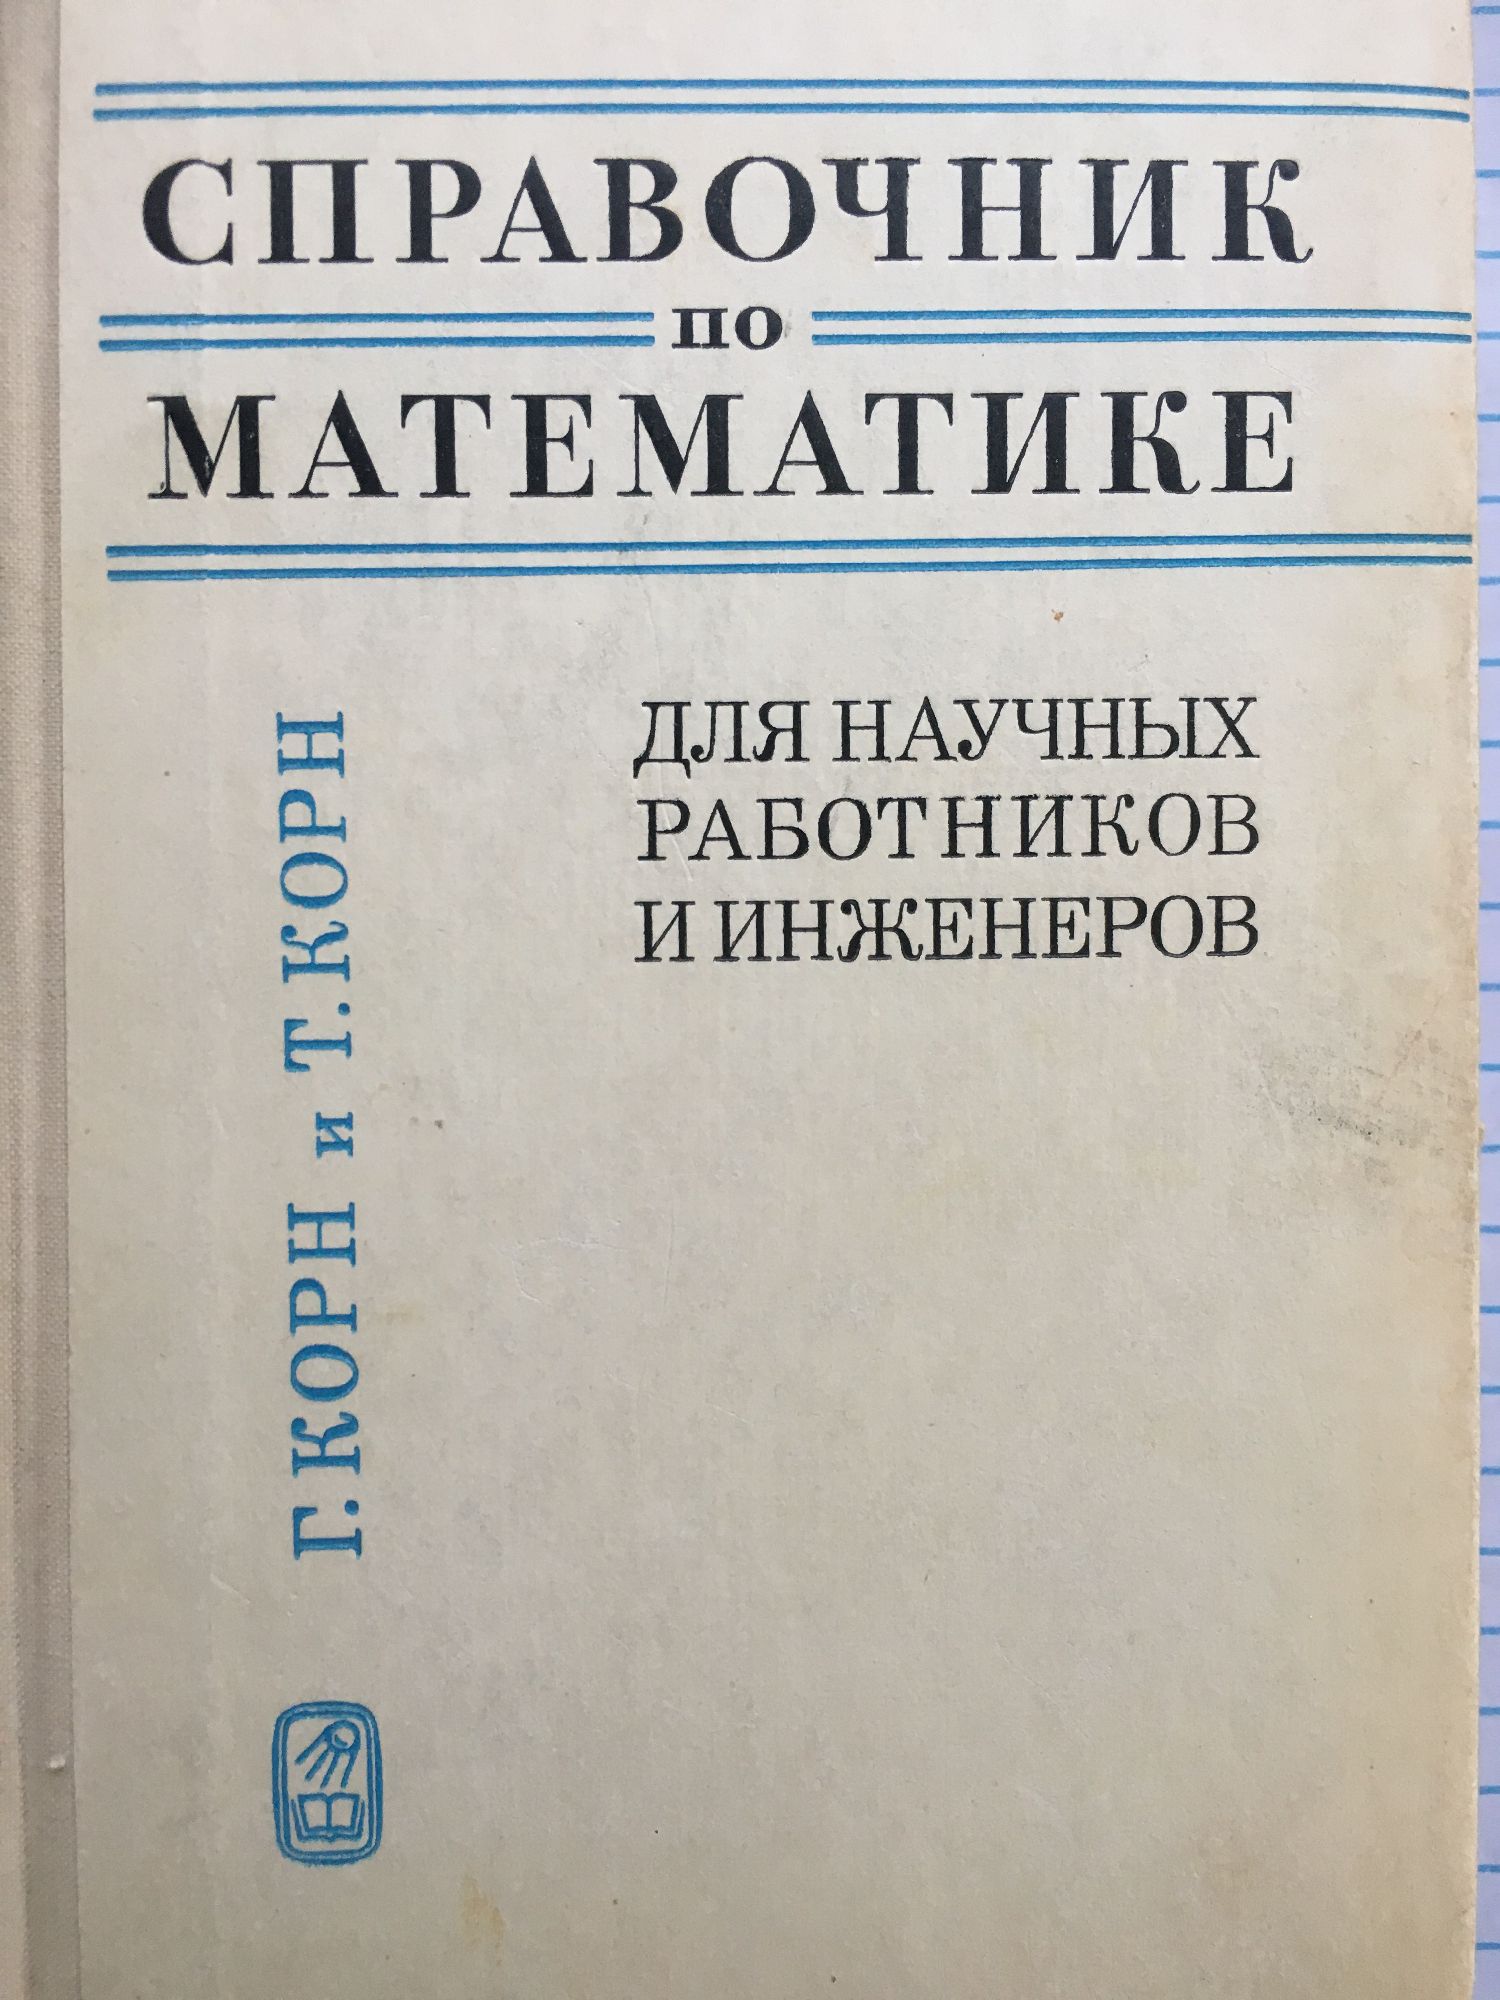 СПРАВОЧНИК
по
МАТЕМАТИКЕ
ДЛЯ НАУЧНЫХ
РАБОТНИКОВ
И ИНЖЕНЕРОВ
Г. КОРН и Т. КОРН